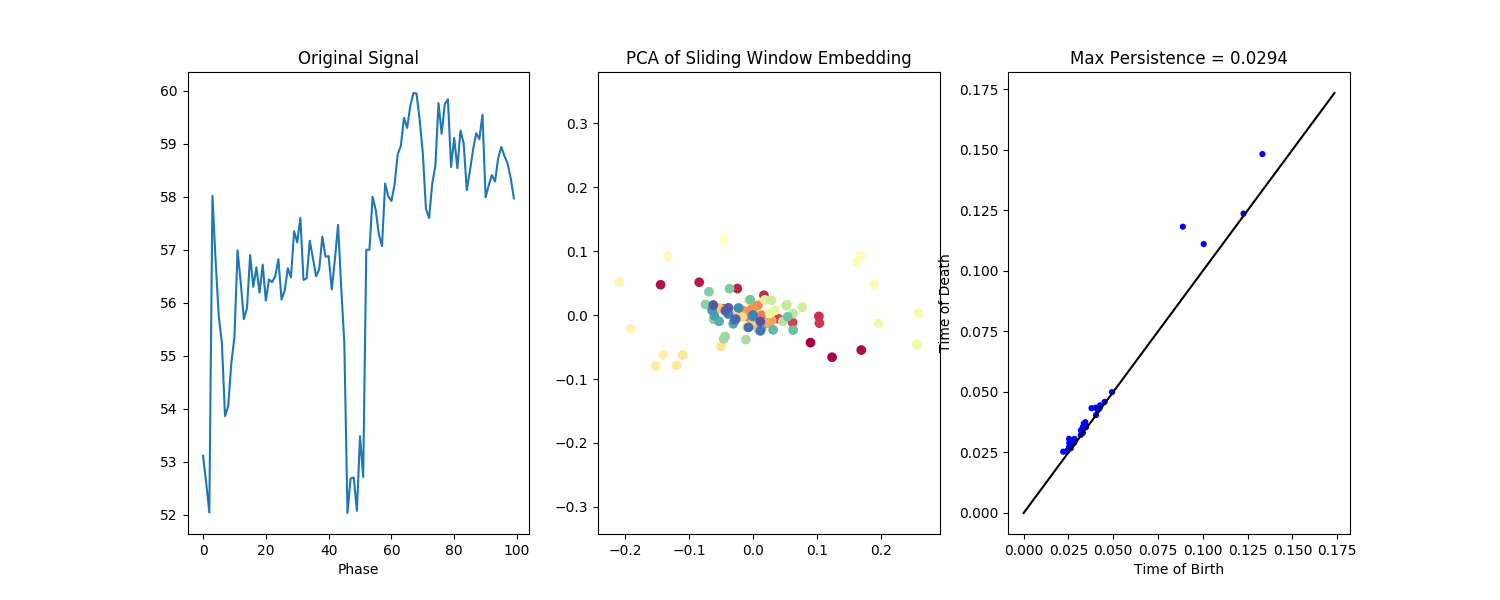 Original Signal
60
59
58
57
56
55
54
53
52
0 20 40 60 80 100
Phase
PCA of Sliding Window Embedding
0.3
0.2
0.1
0.0
−0.1
−0.2
−0.3
−0.2 −0.1 0.0 0.1 0.2
Max Persistence = 0.0294
Time of Death
0.175
0.150
0.125
0.100
0.075
0.050
0.025
0.000
0.000 0.025 0.050 0.075 0.100 0.125 0.150 0.175
Time of Birth